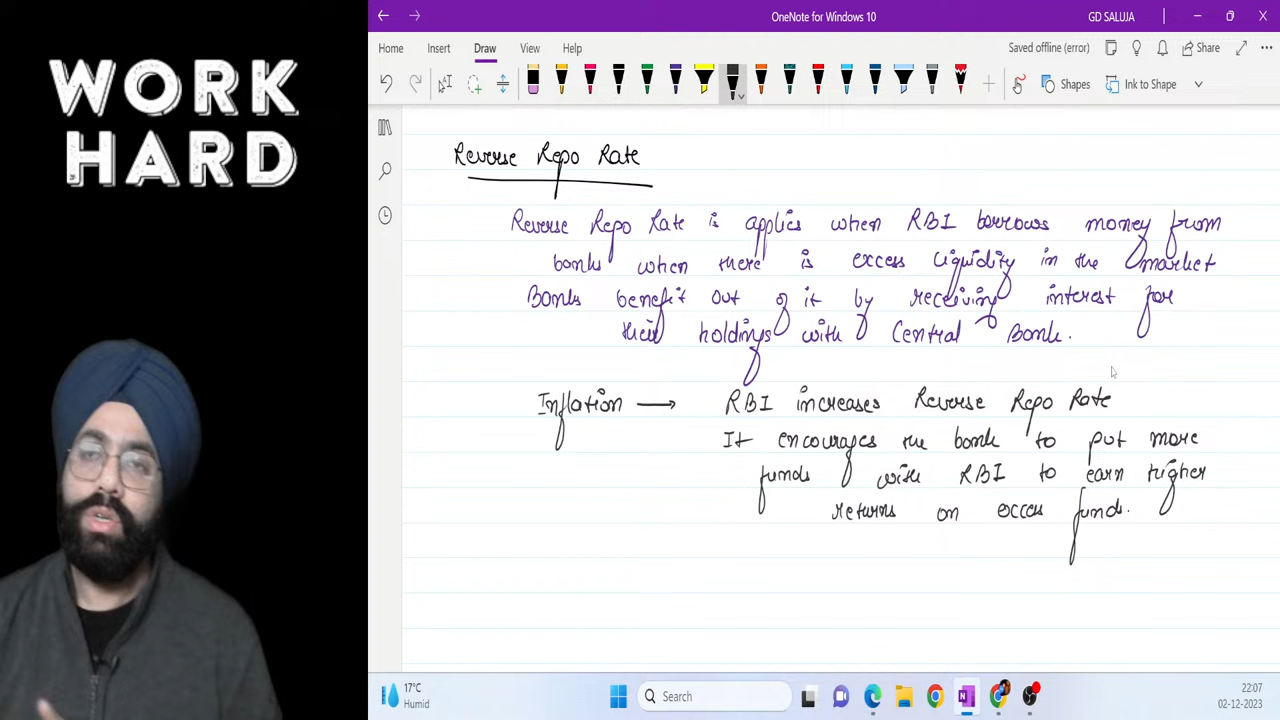 WORK
HARD
OneNote for Windows 10
GD SALUJA
Home Insert Draw View Help
Saved offline (error)
Share
Shapes
Ink to Shape
Reverse Repo Rate
Reverse Repo Rate is applies when RBI borrows money from
banks when there is excess liquidity in the market
Banks benefit out of it by receiving interest for
their holdings with Central Bank.
Inflation → RBI increases Reverse Repo Rate
It encourages the bank to put more
funds with RBI to earn higher
returns on excess funds.
17°C
Humid
Search
22:07
02-12-2023